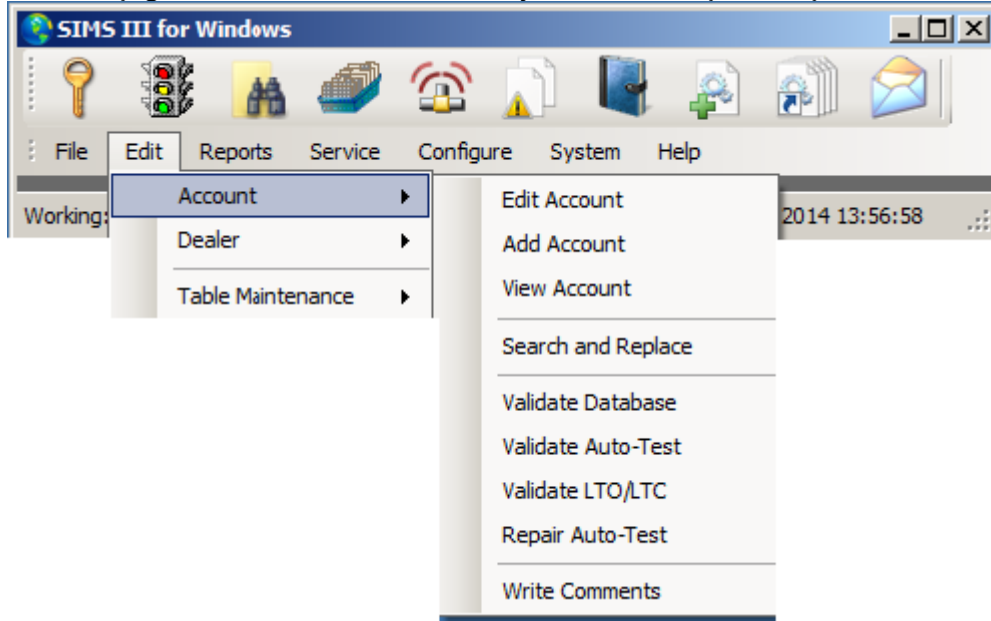 SIMS III for Windows
File Edit Reports Service Configure System Help
Account
Edit Account
Working:
2014 13:56:58
Dealer
Add Account
Table Maintenance
View Account
Search and Replace
Validate Database
Validate Auto-Test
Validate LTO/LTC
Repair Auto-Test
Write Comments